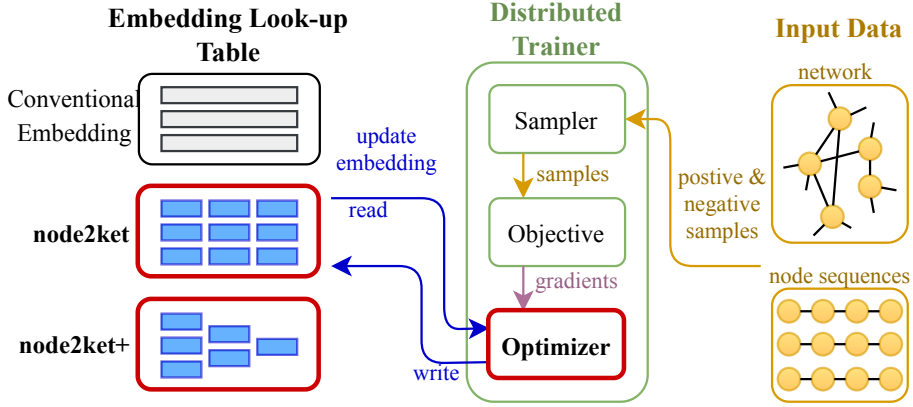 Embedding Look-up
Table
Conventional
Embedding
node2ket
node2ket+
update
embedding
read
write
Distributed
Trainer
Sampler
samples
Objective
gradients
Optimizer
postive &
negative
samples
Input Data
network
node sequences